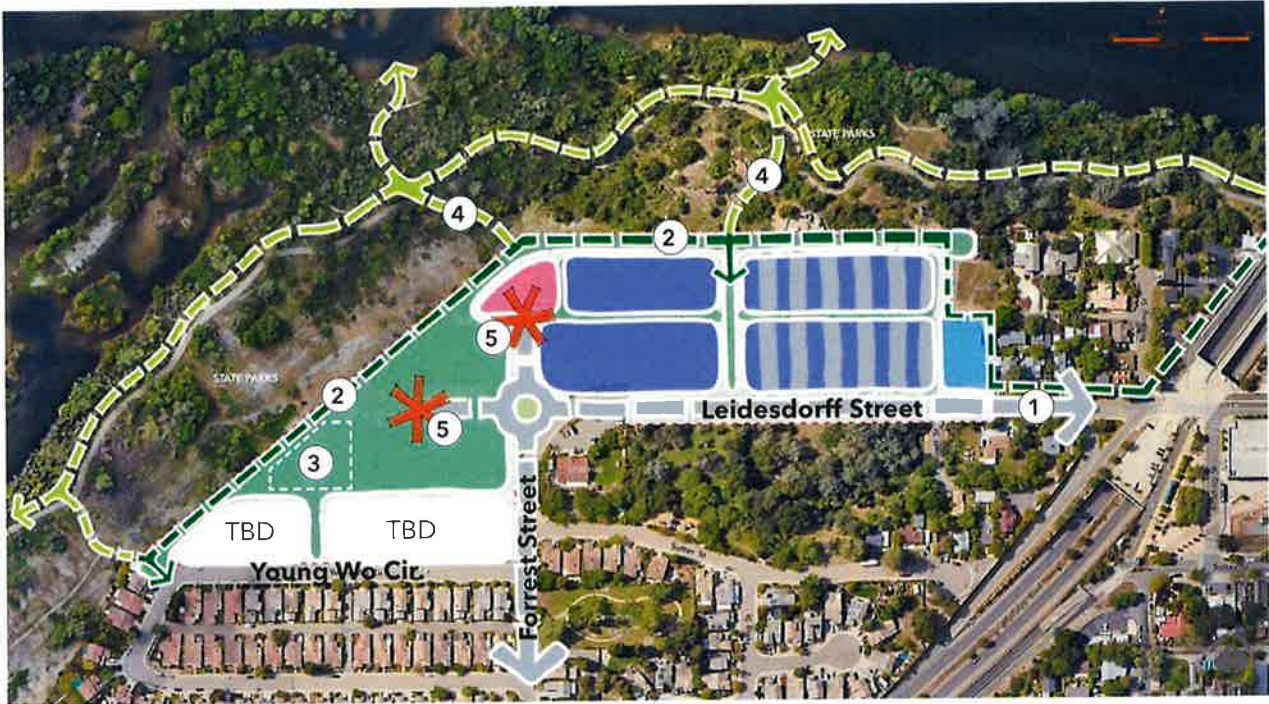 STATE PARKS
4
4
2
5
STATE PARKS
2
5
Leidesdorff Street
1
3
TBD
TBD
Forrest Street
Young Wo Cir.